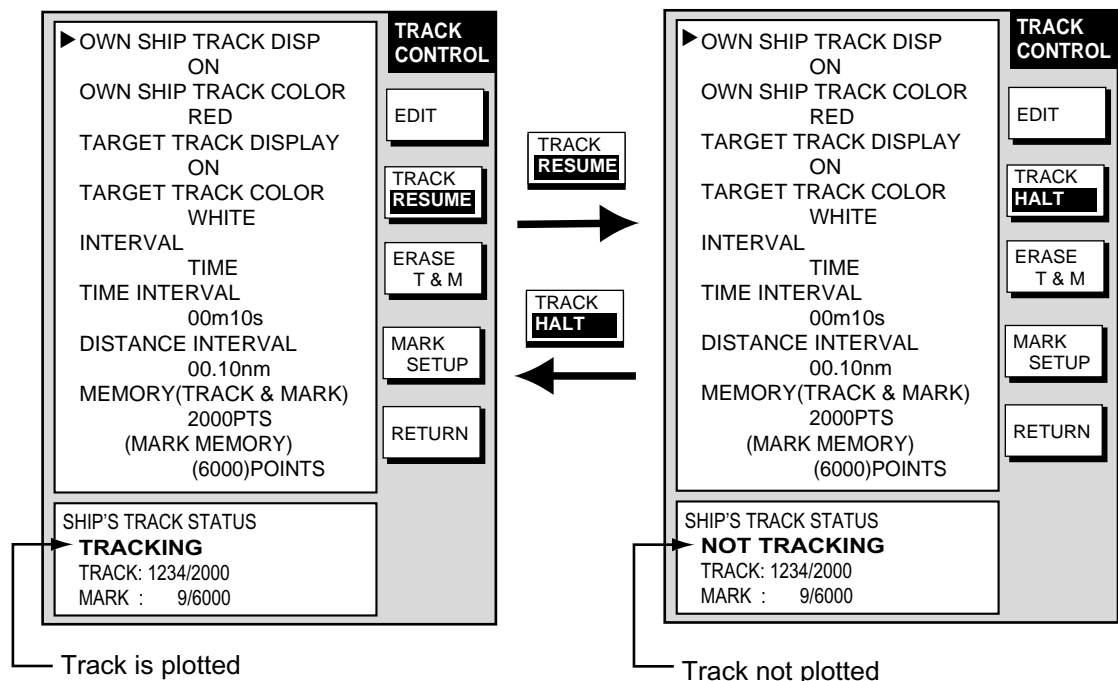 OWN SHIP TRACK DISP
ON
OWN SHIP TRACK COLOR
RED
TARGET TRACK DISPLAY
ON
TARGET TRACK COLOR
WHITE
INTERVAL
TIME
TIME INTERVAL
00m10s
DISTANCE INTERVAL
00.10nm
MEMORY(TRACK & MARK)
2000PTS
(MARK MEMORY)
(6000)POINTS
TRACK
CONTROL
EDIT
TRACK
RESUME
ERASE
T & M
MARK
SETUP
RETURN
SHIP'S TRACK STATUS
TRACKING
TRACK: 1234/2000
MARK : 9/6000
Track is plotted
TRACK
RESUME
TRACK
HALT
OWN SHIP TRACK DISP
ON
OWN SHIP TRACK COLOR
RED
TARGET TRACK DISPLAY
ON
TARGET TRACK COLOR
WHITE
INTERVAL
TIME
TIME INTERVAL
00m10s
DISTANCE INTERVAL
00.10nm
MEMORY(TRACK & MARK)
2000PTS
(MARK MEMORY)
(6000)POINTS
TRACK
CONTROL
EDIT
TRACK
HALT
ERASE
T & M
MARK
SETUP
RETURN
SHIP'S TRACK STATUS
NOT TRACKING
TRACK: 1234/2000
MARK : 9/6000
Track not plotted